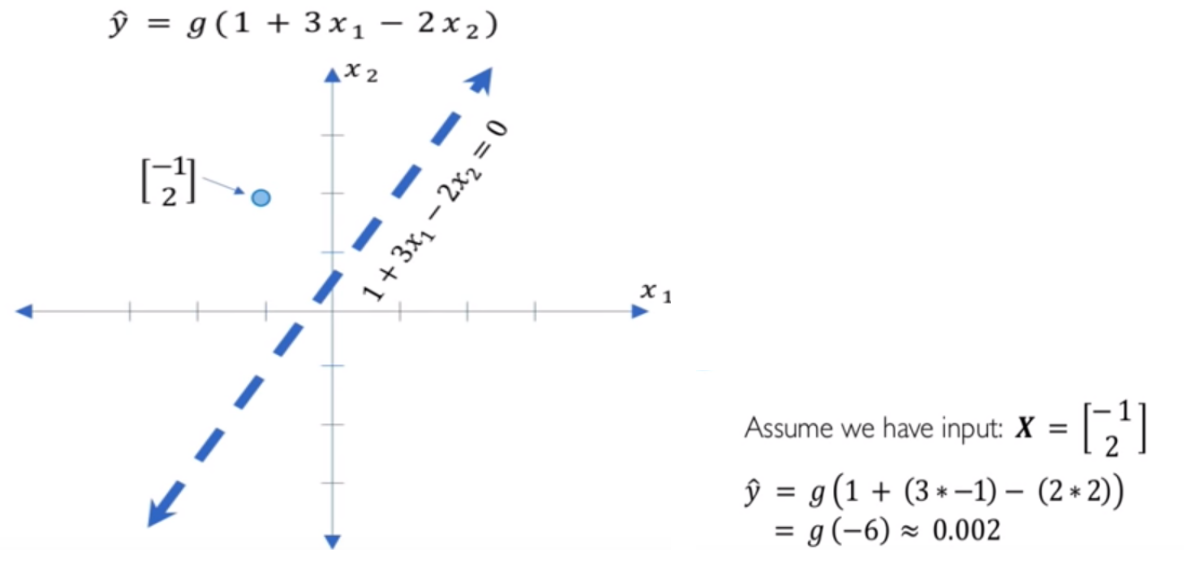 ŷ = g(1 + 3x₁ − 2x₂)
x₂
[−1
2]
1 + 3x₁ − 2x₂ = 0
x₁
Assume we have input: X = [−1
2]
ŷ = g(1 + (3 ∗ −1) − (2 ∗ 2))
= g(−6) ≈ 0.002